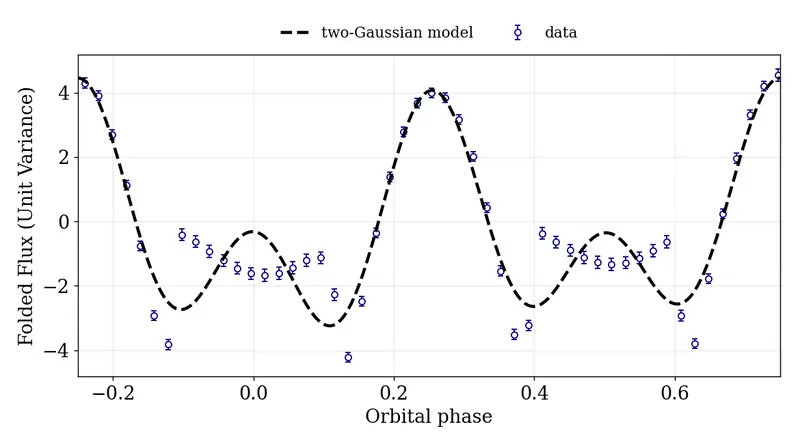 two-Gaussian model
data
Folded Flux (Unit Variance)
4
2
0
−2
−4
−0.2
0.0
0.2
0.4
0.6
Orbital phase